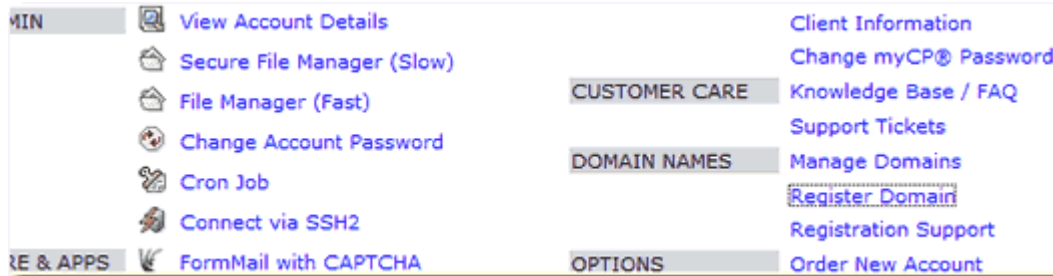 MIN View Account Details
Secure File Manager (Slow)
File Manager (Fast)
Change Account Password
Cron Job
Connect via SSH2
RE & APPS FormMail with CAPTCHA
Client Information
Change myCP® Password
CUSTOMER CARE Knowledge Base / FAQ
Support Tickets
DOMAIN NAMES Manage Domains
Register Domain
Registration Support
OPTIONS Order New Account